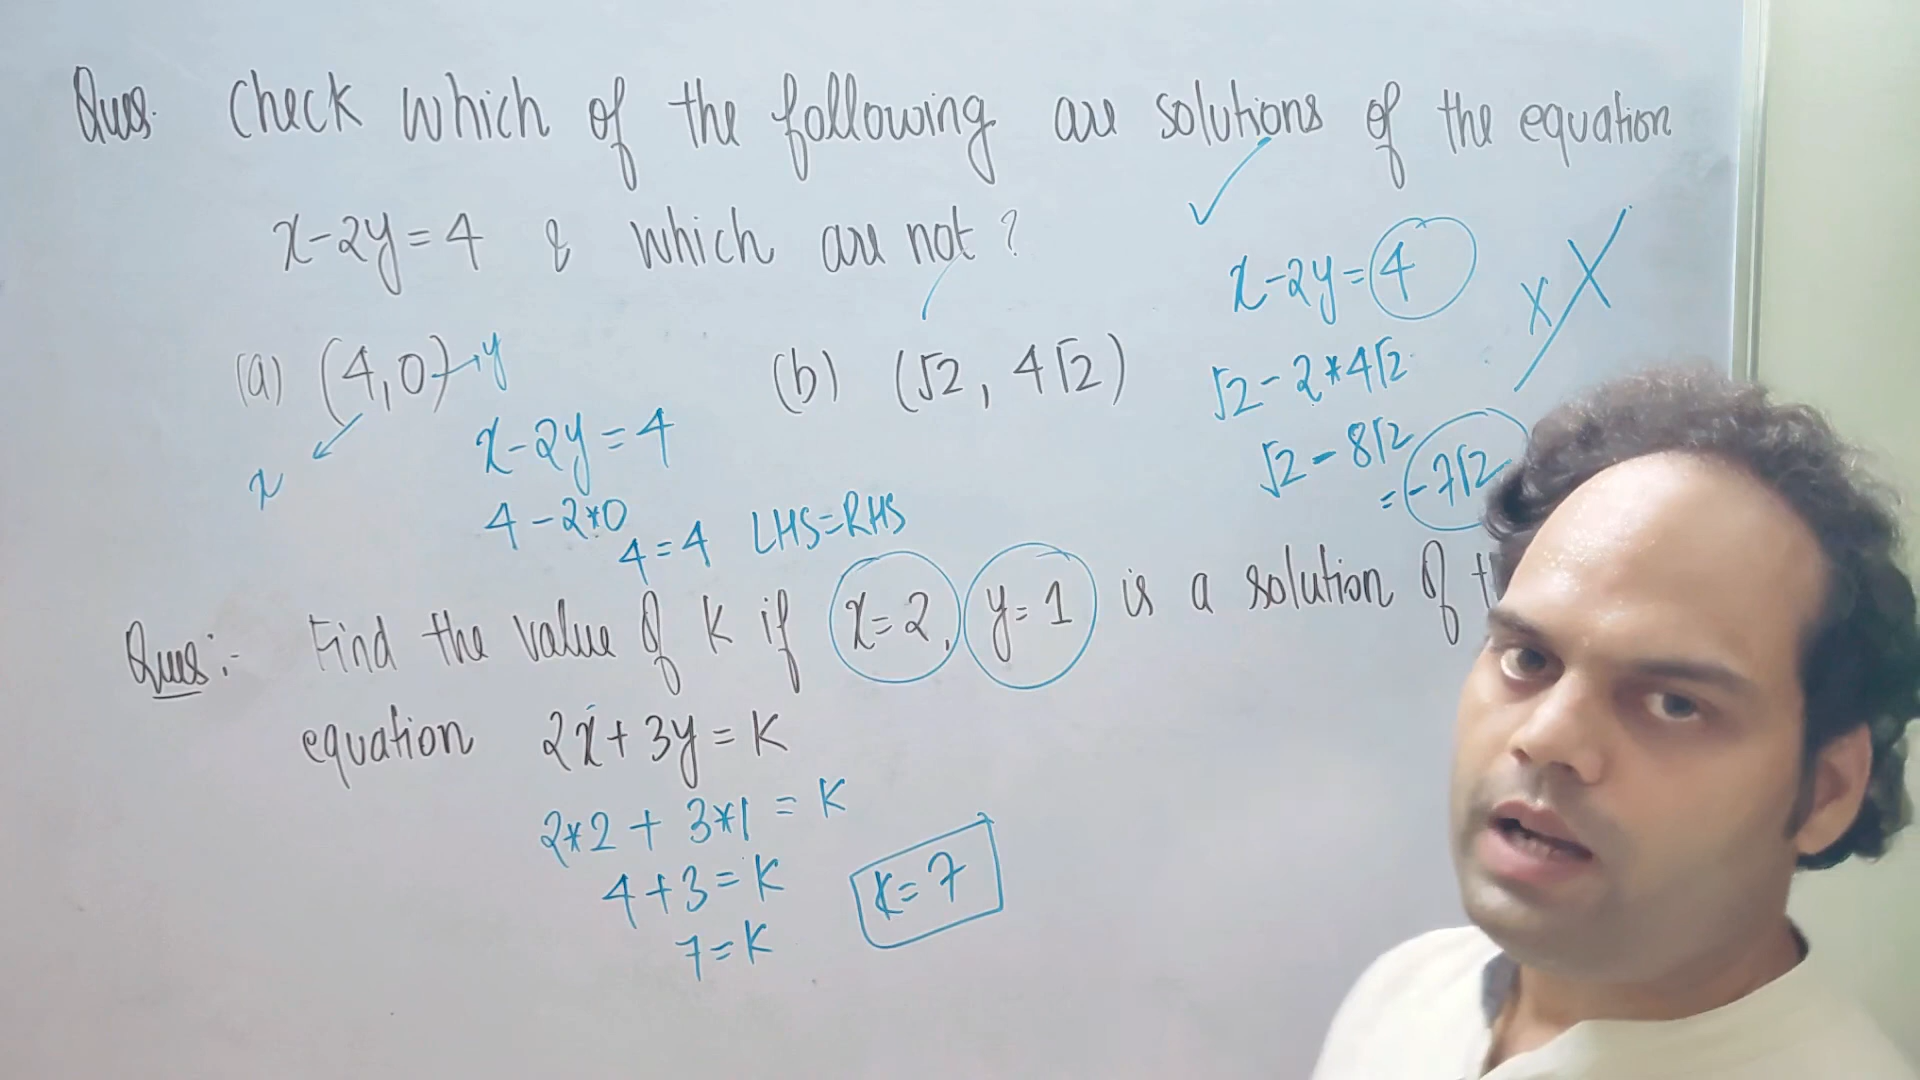 Ques. Check which of the following are solutions of the equation
x-2y=4 & which are not?
(a) (4,0) → y
x
x-2y=4
4-2*0
4=4 LHS=RHS
(b) (√2, 4√2)
x-2y=4
√2-2*4√2
√2-8√2
=-7√2
Ques:- Find the value of K if x=2, y=1 is a solution of
equation 2x+3y=K
2*2+3*1=K
4+3=K
7=K
K=7